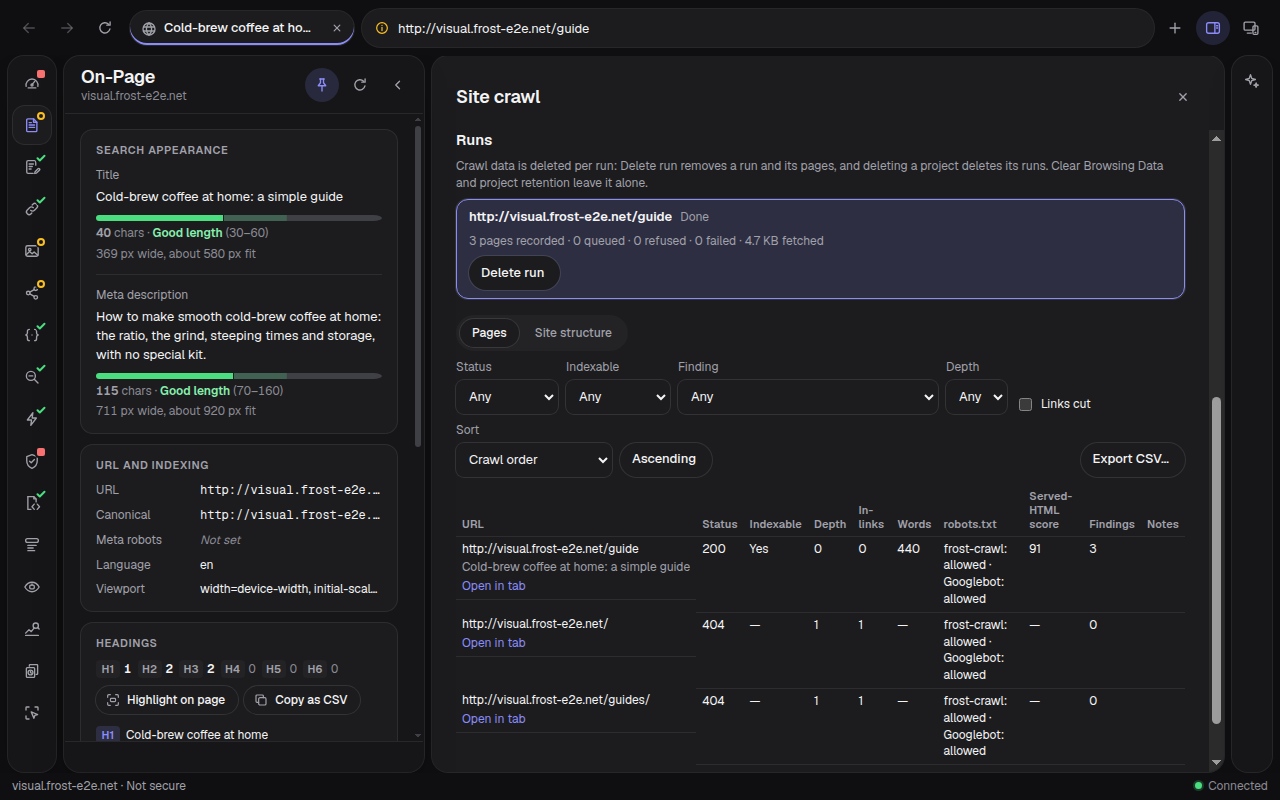 Cold-brew coffee at ho...
http://visual.frost-e2e.net/guide
On-Page
visual.frost-e2e.net
SEARCH APPEARANCE
Title
Cold-brew coffee at home: a simple guide
40 chars · Good length (30–60)
369 px wide, about 580 px fit
Meta description
How to make smooth cold-brew coffee at home:
the ratio, the grind, steeping times and storage,
with no special kit.
115 chars · Good length (70–160)
711 px wide, about 920 px fit
URL AND INDEXING
URL http://visual.frost-e2e.…
Canonical http://visual.frost-e2e.…
Meta robots Not set
Language en
Viewport width=device-width, initial-scal…
HEADINGS
H1 1 H2 2 H3 2 H4 0 H5 0 H6 0
Highlight on page Copy as CSV
H1 Cold-brew coffee at home
Site crawl
Runs
Crawl data is deleted per run: Delete run removes a run and its pages, and deleting a project deletes its runs. Clear Browsing Data
and project retention leave it alone.
http://visual.frost-e2e.net/guide Done
3 pages recorded · 0 queued · 0 refused · 0 failed · 4.7 KB fetched
Delete run
Pages Site structure
Status Indexable Finding Depth
Any Any Any Any Links cut
Sort
Crawl order Ascending Export CSV…
URL Status Indexable Depth In-links Words robots.txt Served-HTML score Findings Notes
http://visual.frost-e2e.net/guide 200 Yes 0 0 440 frost-crawl: 91 3
Cold-brew coffee at home: a simple guide allowed ·
Open in tab Googlebot:
allowed
http://visual.frost-e2e.net/ 404 — 1 1 — frost-crawl: — 0
Open in tab allowed ·
Googlebot:
allowed
http://visual.frost-e2e.net/guides/ 404 — 1 1 — frost-crawl: — 0
Open in tab allowed ·
Googlebot:
allowed
visual.frost-e2e.net · Not secure
Connected